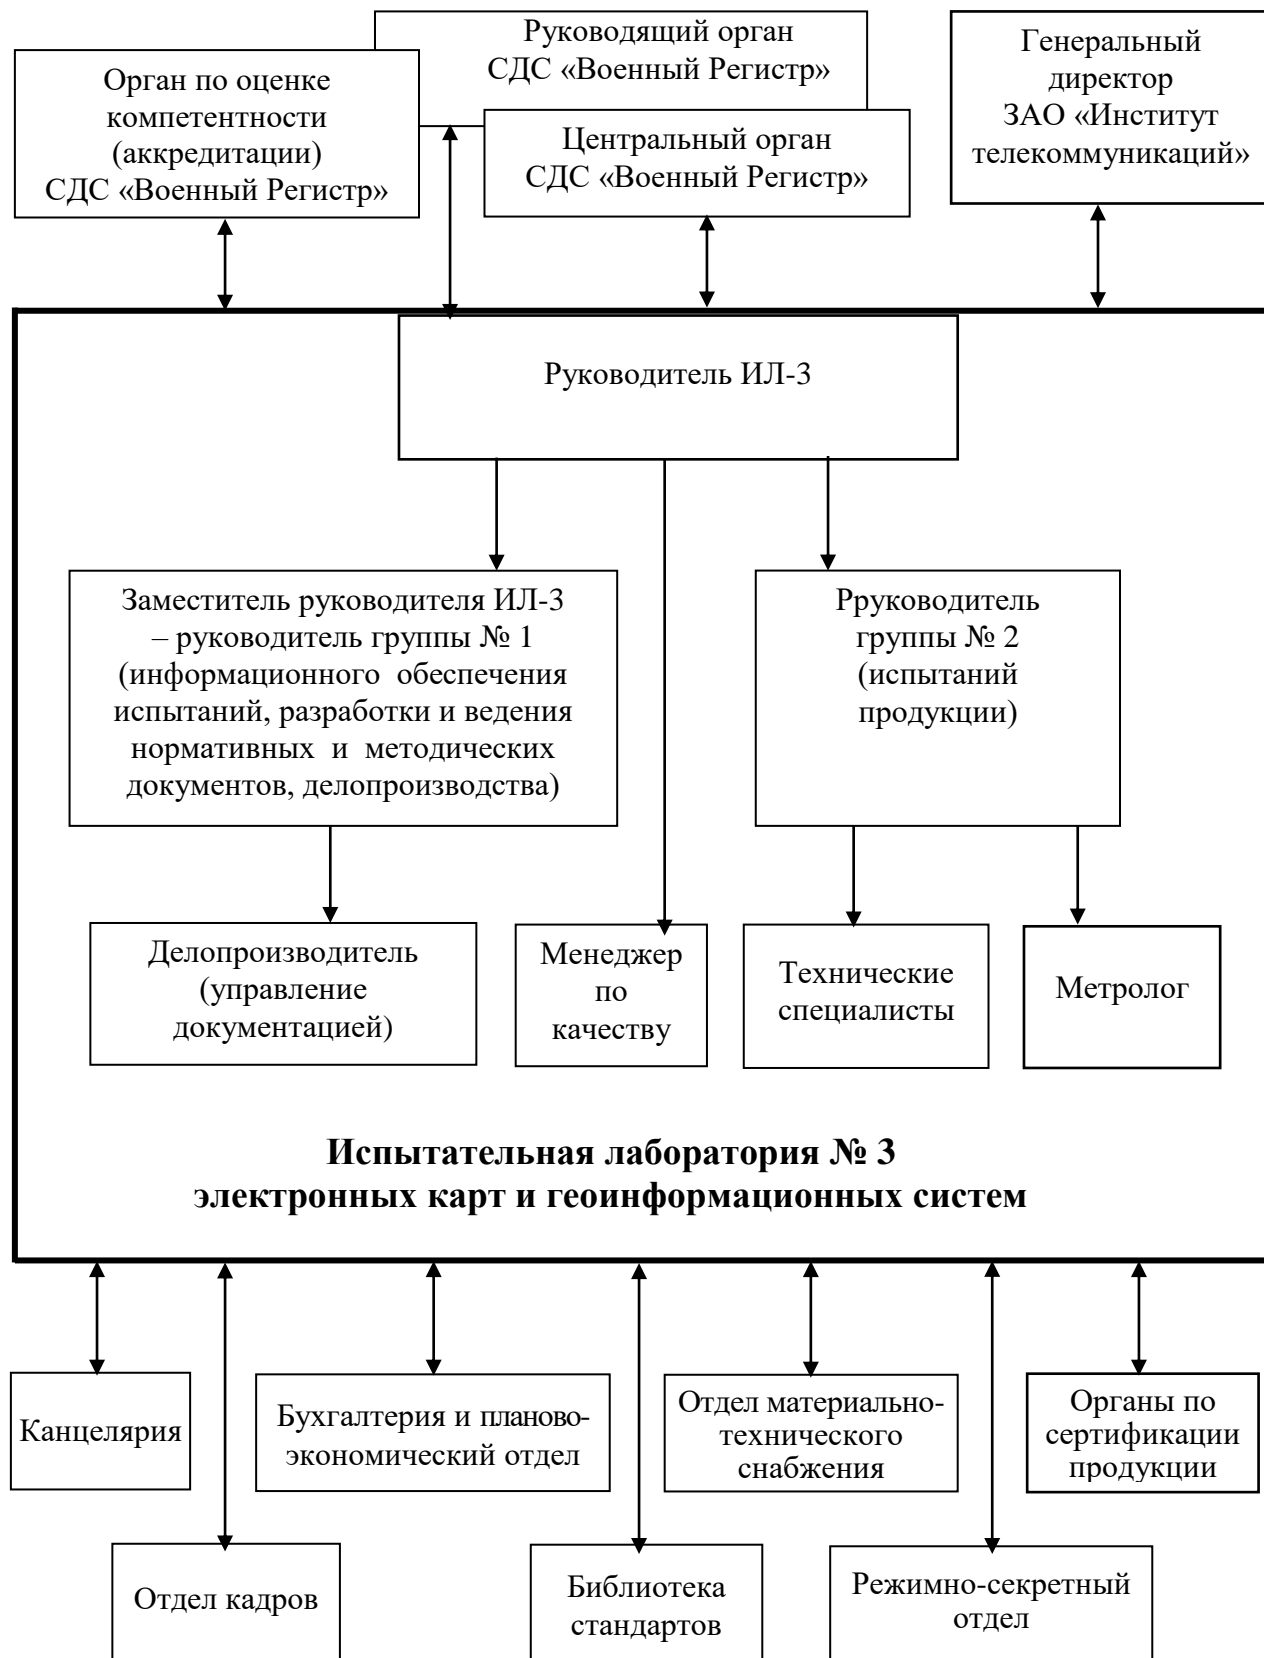 Руководящий орган
СДС «Военный Регистр»
Орган по оценке
компетентности
(аккредитации)
СДС «Военный Регистр»
Центральный орган
СДС «Военный Регистр»
Генеральный
директор
ЗАО «Институт
телекоммуникаций»
Руководитель ИЛ-3
Заместитель руководителя ИЛ-3
– руководитель группы № 1
(информационного обеспечения
испытаний, разработки и ведения
нормативных и методических
документов, делопроизводства)
Рруководитель
группы № 2
(испытаний
продукции)
Делопроизводитель
(управление
документацией)
Менеджер
по
качеству
Технические
специалисты
Метролог
Испытательная лаборатория № 3
электронных карт и геоинформационных систем
Канцелярия
Бухгалтерия и планово-
экономический отдел
Отдел материально-
технического
снабжения
Органы по
сертификации
продукции
Отдел кадров
Библиотека
стандартов
Режимно-секретный
отдел